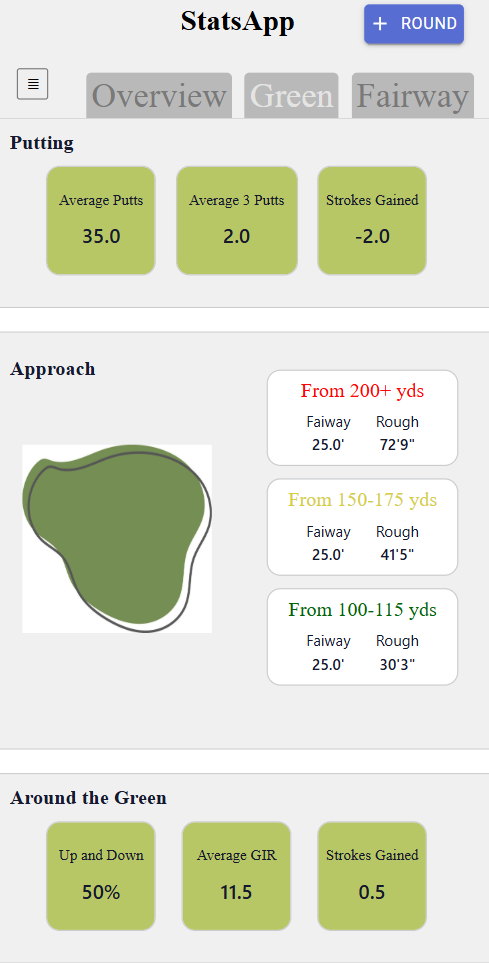 StatsApp
+ ROUND
≡
Overview Green Fairway
Putting
Average Putts Average 3 Putts Strokes Gained
35.0 2.0 -2.0
Approach
From 200+ yds
Faiway Rough
25.0' 72'9"
From 150-175 yds
Faiway Rough
25.0' 41'5"
From 100-115 yds
Faiway Rough
25.0' 30'3"
Around the Green
Up and Down Average GIR Strokes Gained
50% 11.5 0.5